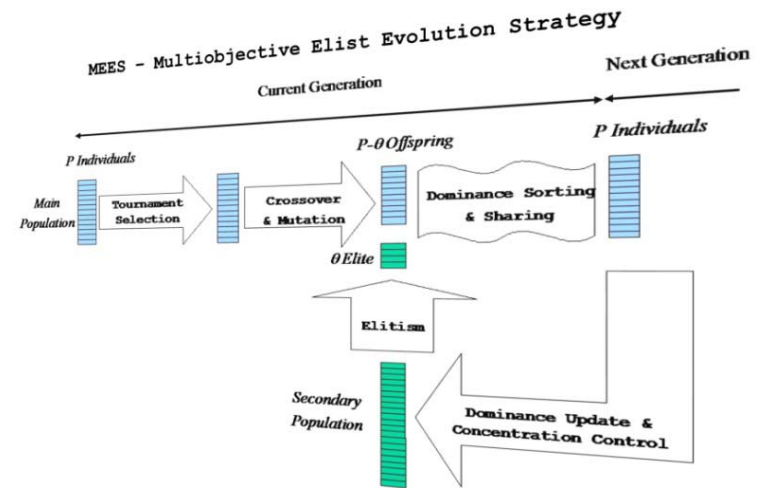 MEES - Multiobjective Elist Evolution Strategy
Current Generation
Next Generation
P Individuals
P-θ Offspring
P Individuals
Main
Population
Tournament
Selection
Crossover
& Mutation
Dominance Sorting
& Sharing
θ Elite
Elitism
Secondary
Population
Dominance Update &
Concentration Control